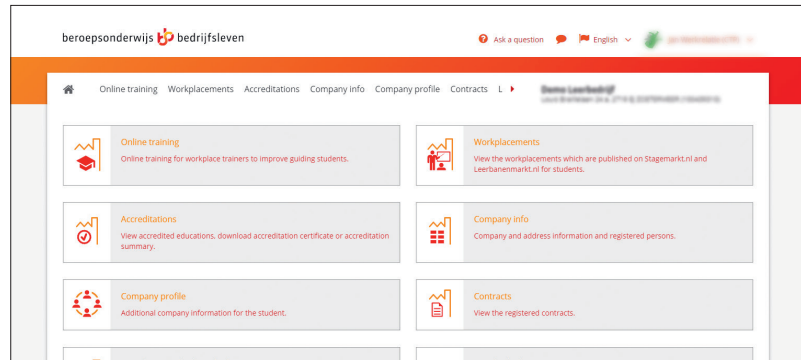 beroepsonderwijs bedrijfsleven
Ask a question
English
Online training Workplacements Accreditations Company info Company profile Contracts L
Demo Leerbedrijf
Online training
Online training for workplace trainers to improve guiding students.
Workplacements
View the workplacements which are published on Stagemarkt.nl and
Leerbanenmarkt.nl for students.
Accreditations
View accredited educations, download accreditation certificate or accreditation
summary.
Company info
Company and address information and registered persons.
Company profile
Additional company information for the student.
Contracts
View the registered contracts.